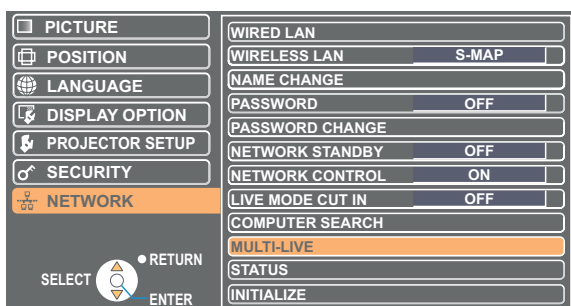 PICTURE
POSITION
LANGUAGE
DISPLAY OPTION
PROJECTOR SETUP
SECURITY
NETWORK
RETURN
SELECT
ENTER
WIRED LAN
WIRELESS LAN S-MAP
NAME CHANGE
PASSWORD OFF
PASSWORD CHANGE
NETWORK STANDBY OFF
NETWORK CONTROL ON
LIVE MODE CUT IN OFF
COMPUTER SEARCH
MULTI-LIVE
STATUS
INITIALIZE